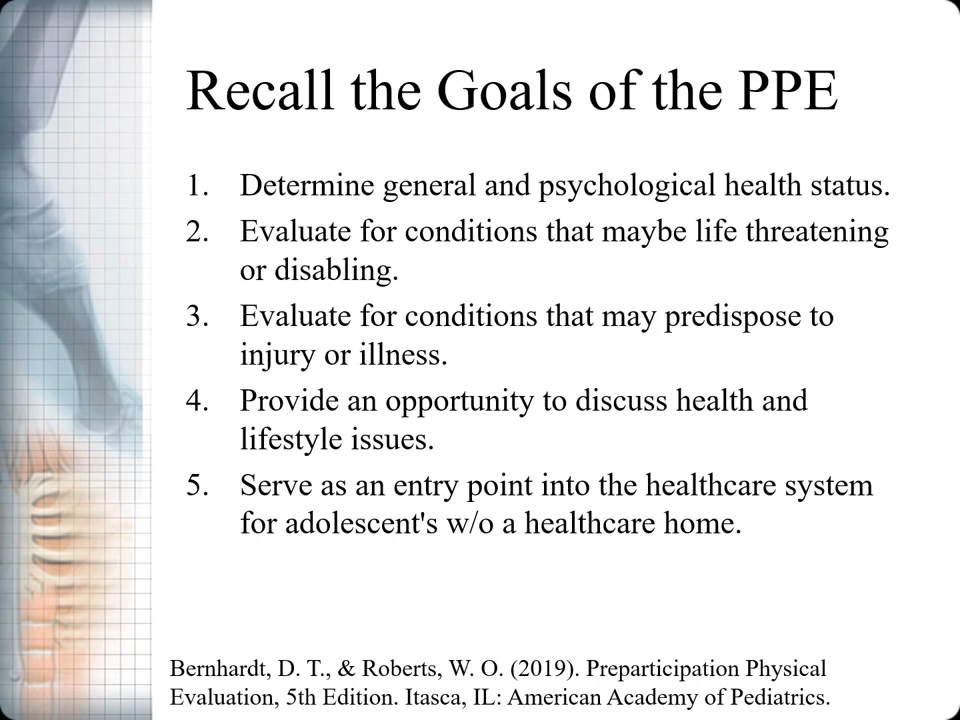 Recall the Goals of the PPE
1. Determine general and psychological health status.
2. Evaluate for conditions that maybe life threatening
or disabling.
3. Evaluate for conditions that may predispose to
injury or illness.
4. Provide an opportunity to discuss health and
lifestyle issues.
5. Serve as an entry point into the healthcare system
for adolescent's w/o a healthcare home.
Bernhardt, D. T., & Roberts, W. O. (2019). Preparticipation Physical
Evaluation, 5th Edition. Itasca, IL: American Academy of Pediatrics.